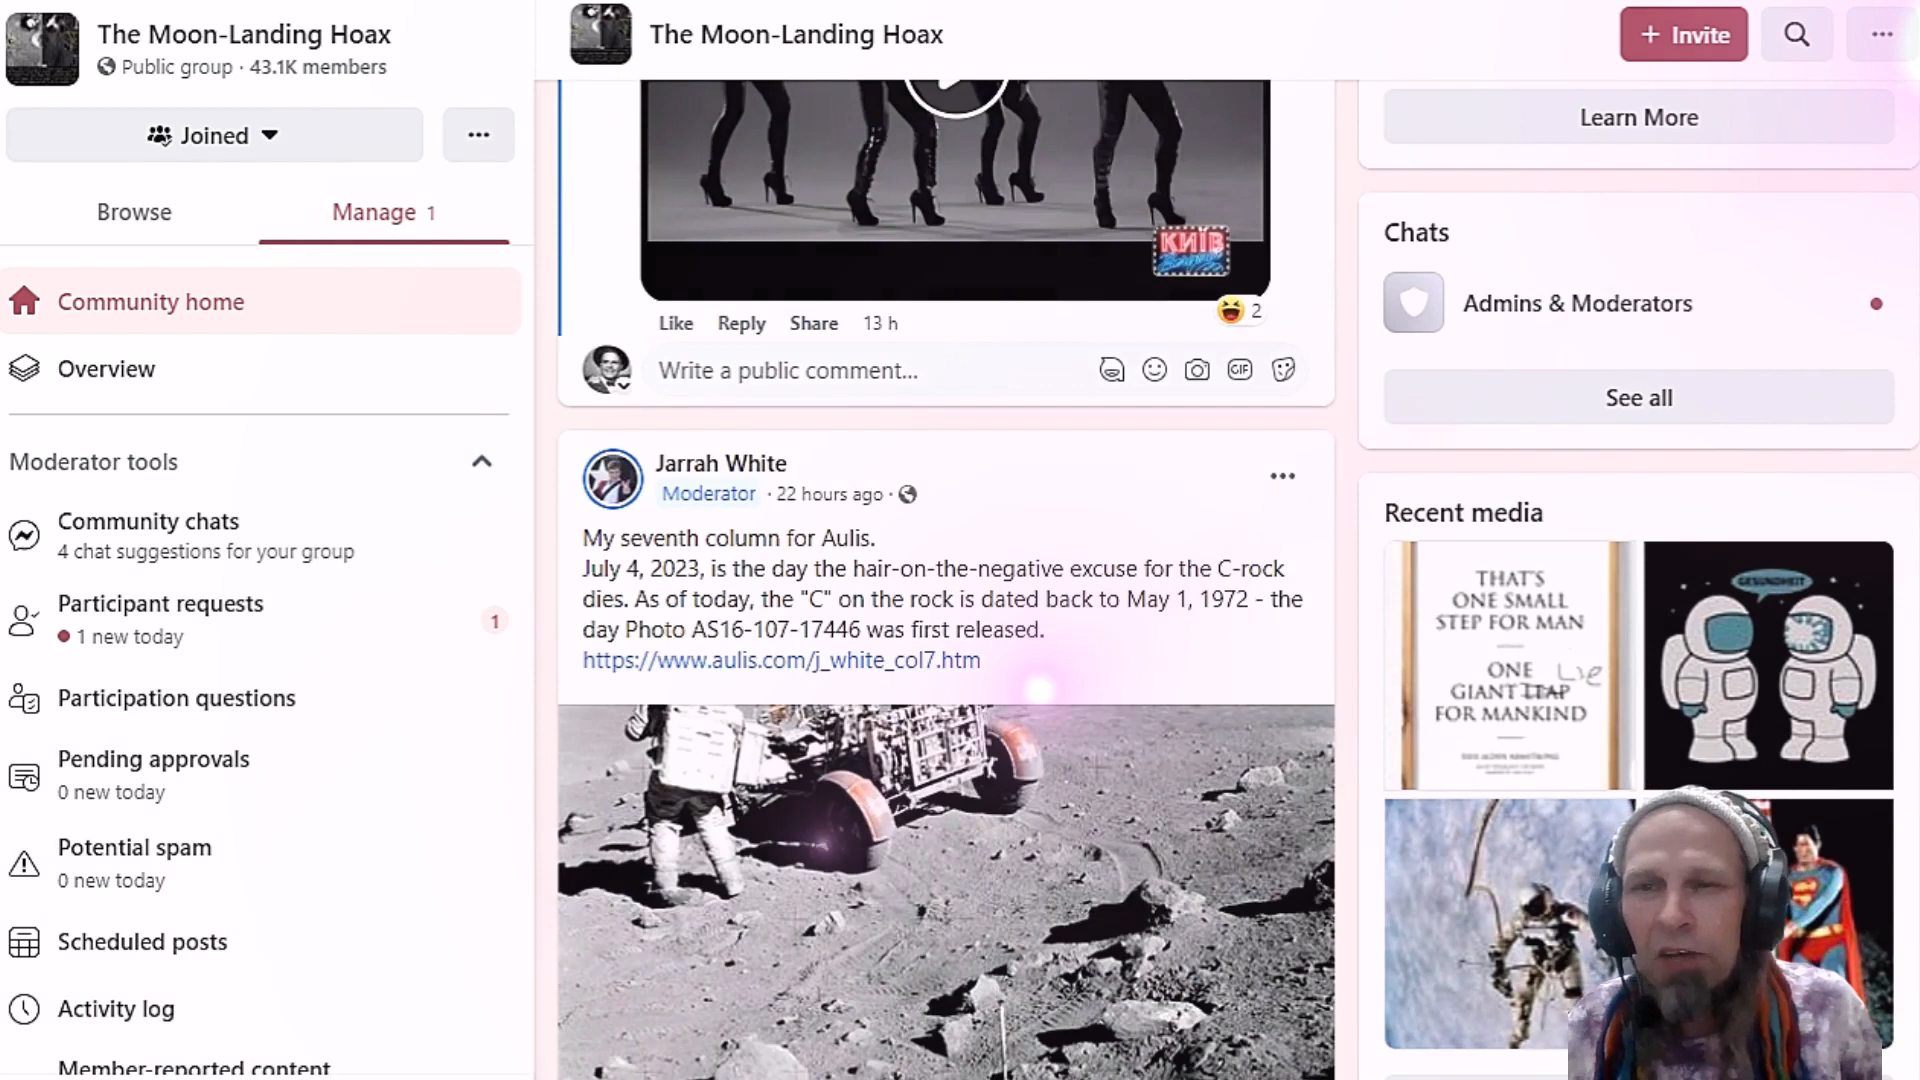 The Moon-Landing Hoax
Public group · 43.1K members
Joined
Browse
Manage 1
Community home
Overview
Moderator tools
Community chats
4 chat suggestions for your group
Participant requests
1 new today
1
Participation questions
Pending approvals
0 new today
Potential spam
0 new today
Scheduled posts
Activity log
Member-reported content
The Moon-Landing Hoax
+ Invite
КИЇВ
Like Reply Share 13 h
2
Write a public comment...
GIF
Jarrah White
Moderator · 22 hours ago ·
My seventh column for Aulis.
July 4, 2023, is the day the hair-on-the-negative excuse for the C-rock
dies. As of today, the "C" on the rock is dated back to May 1, 1972 - the
day Photo AS16-107-17446 was first released.
https://www.aulis.com/j_white_col7.htm
Learn More
Chats
Admins & Moderators
See all
Recent media
THAT'S
ONE SMALL
STEP FOR MAN
ONE Lie
GIANT LEAP
FOR MANKIND
GESUNDHEIT